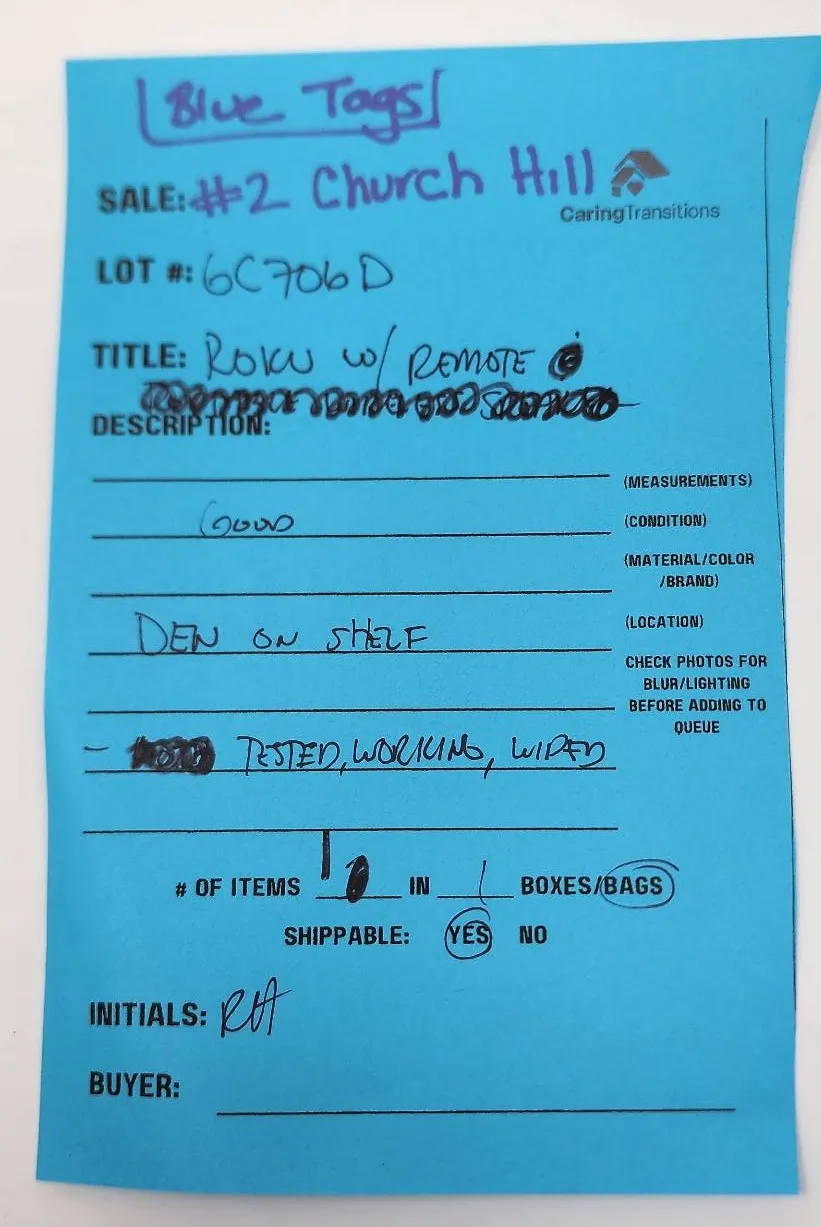 Blue Tags
SALE: #2 Church Hill
CaringTransitions
LOT #: 6C706D
TITLE: ROKU W/ REMOTE
DESCRIPTION:
(MEASUREMENTS)
GOOD (CONDITION)
(MATERIAL/COLOR
/BRAND)
DEN ON SHELF (LOCATION)
CHECK PHOTOS FOR
BLUR/LIGHTING
BEFORE ADDING TO
QUEUE
- TESTED, WORKING, WIPED
# OF ITEMS 1 IN 1 BOXES/BAGS
SHIPPABLE: YES NO
INITIALS: RH
BUYER: